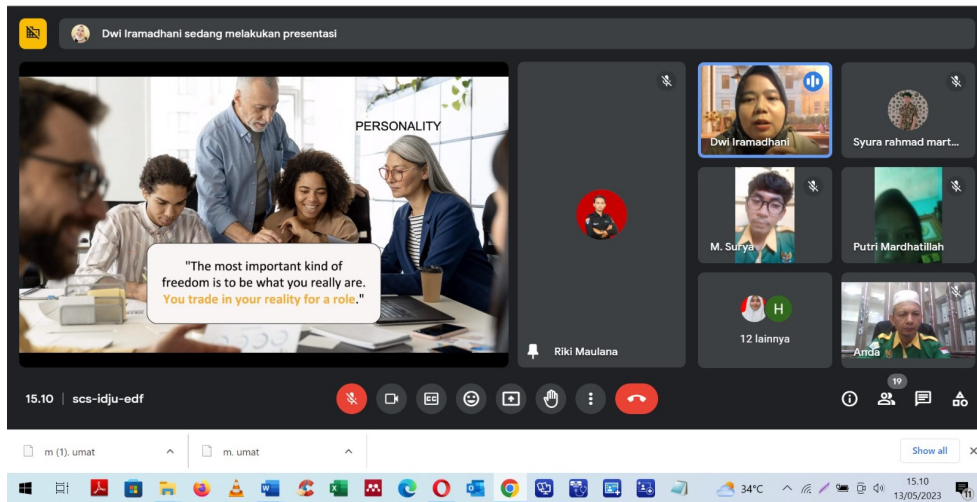 Dwi Iramadhani sedang melakukan presentasi
PERSONALITY
"The most important kind of
freedom is to be what you really are.
You trade in your reality for a role."
Riki Maulana
Dwi Iramadhani
Syura rahmad mart...
M. Surya
Putri Mardhatillah
H
12 lainnya
Anda
15.10 | scs-idju-edf
19
m (1). umat
m. umat
Show all
34°C
15.10
13/05/2023